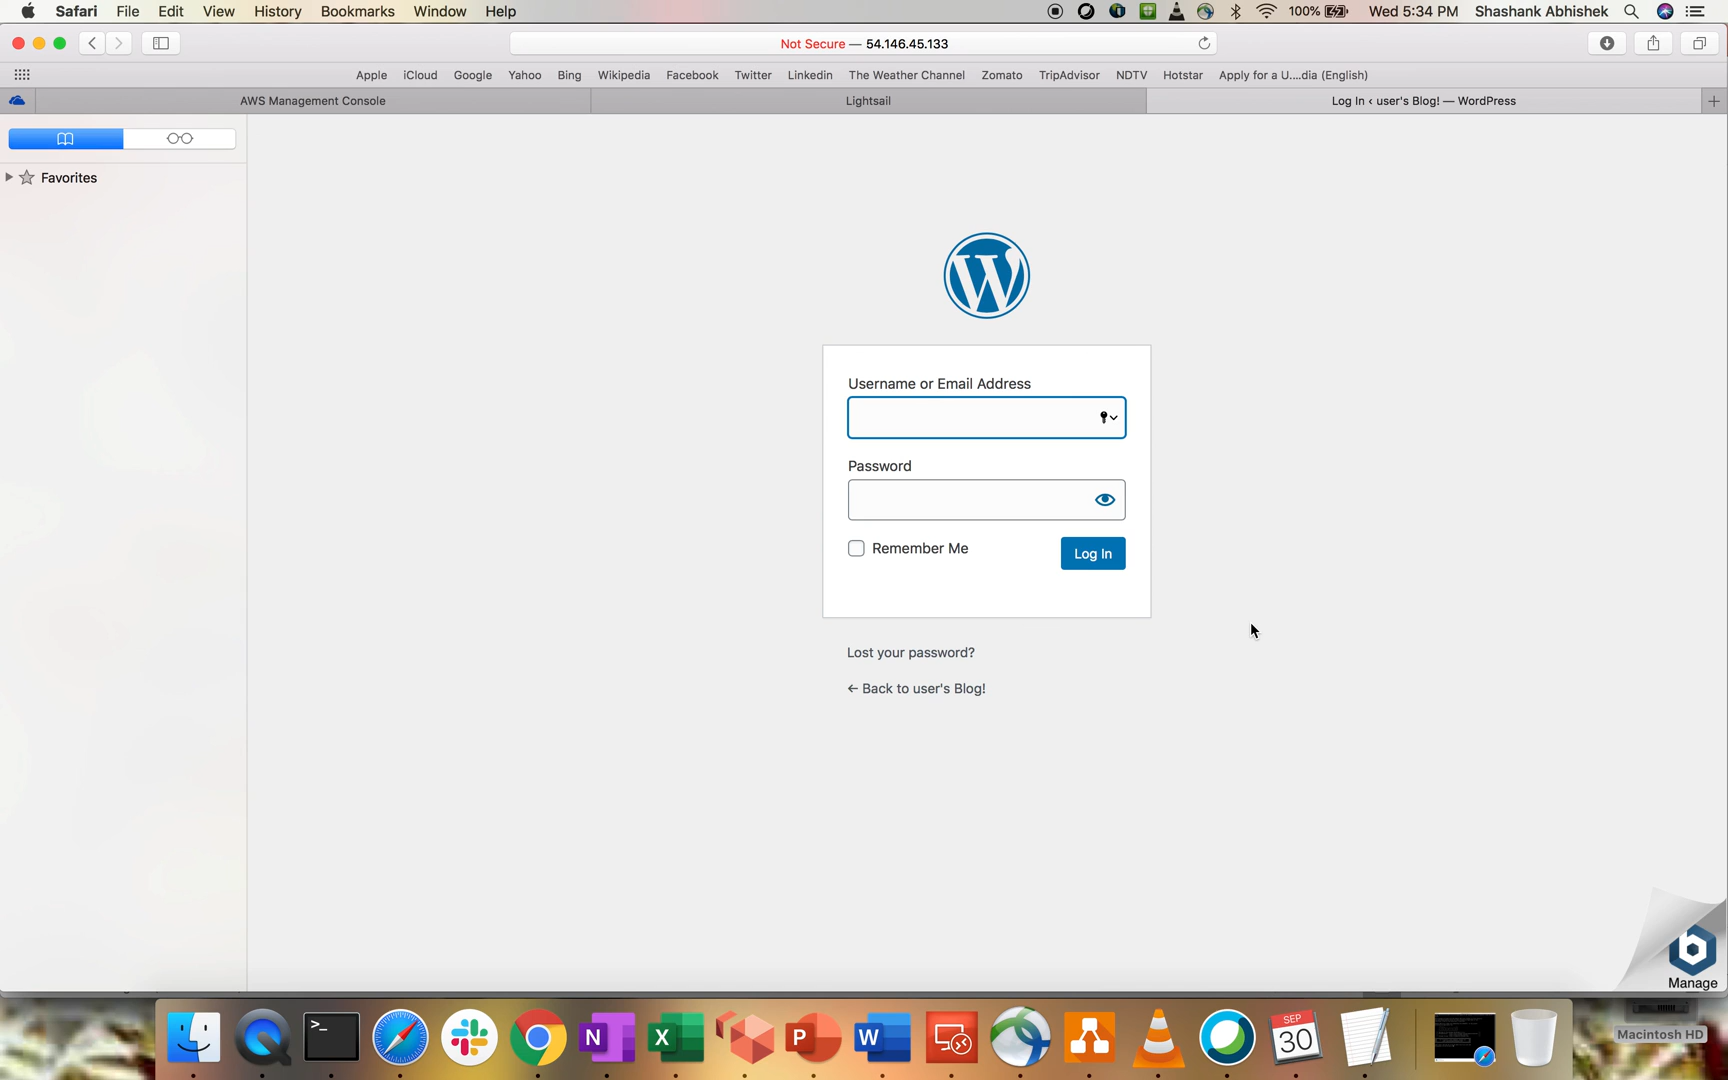 Safari File Edit View History Bookmarks Window Help 100% Wed 5:34 PM Shashank Abhishek
Not Secure — 54.146.45.133
Apple iCloud Google Yahoo Bing Wikipedia Facebook Twitter Linkedin The Weather Channel Zomato TripAdvisor NDTV Hotstar Apply for a U....dia (English)
AWS Management Console Lightsail Log In ‹ user's Blog! — WordPress
Favorites
W
Username or Email Address
Password
Remember Me Log In
Lost your password?
← Back to user's Blog!
b
Manage
>_ N X P W SEP
30
Macintosh HD